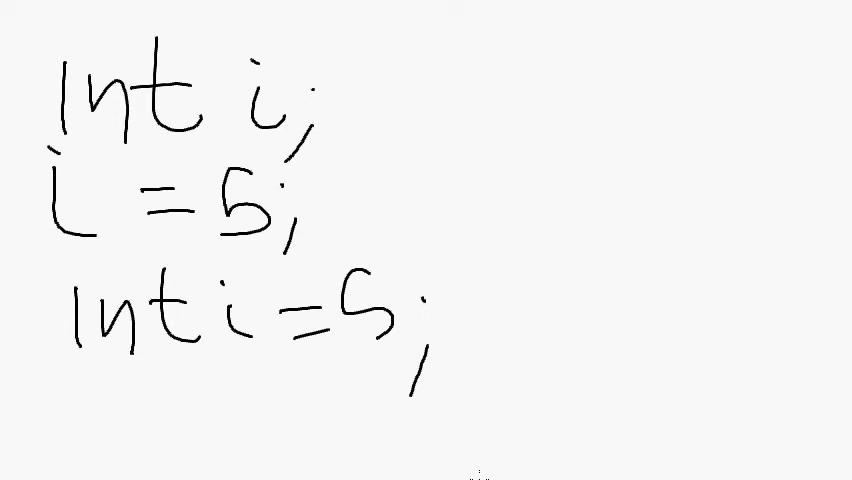 int i;
i = 5;
int i = 5;